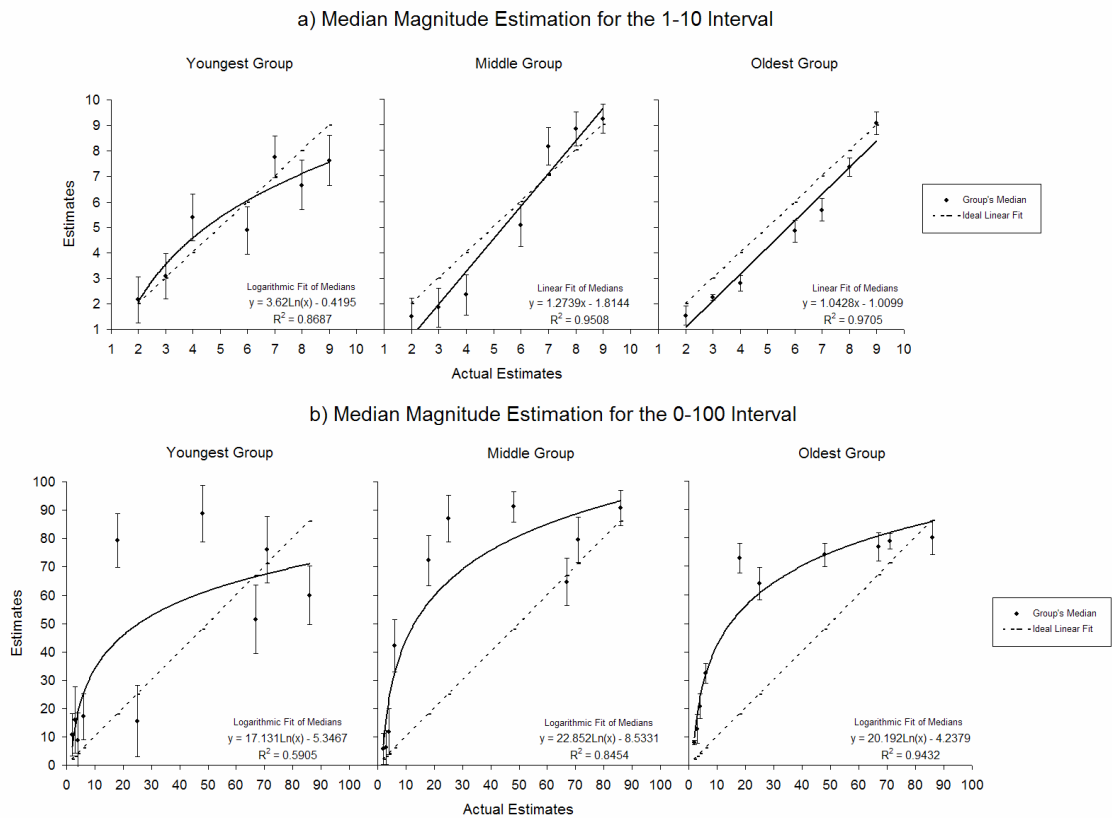 a) Median Magnitude Estimation for the 1-10 Interval
Youngest Group
Middle Group
Oldest Group
Estimates
10
9
8
7
6
5
4
3
2
1
Logarithmic Fit of Medians
y = 3.62Ln(x) - 0.4195
R² = 0.8687
Linear Fit of Medians
y = 1.2739x - 1.8144
R² = 0.9508
Linear Fit of Medians
y = 1.0428x - 1.0099
R² = 0.9705
Group's Median
Ideal Linear Fit
1 2 3 4 5 6 7 8 9 10
1 2 3 4 5 6 7 8 9 10
1 2 3 4 5 6 7 8 9 10
Actual Estimates
b) Median Magnitude Estimation for the 0-100 Interval
Youngest Group
Middle Group
Oldest Group
Estimates
100
90
80
70
60
50
40
30
20
10
0
Logarithmic Fit of Medians
y = 17.131Ln(x) - 5.3467
R² = 0.5905
Logarithmic Fit of Medians
y = 22.852Ln(x) - 8.5331
R² = 0.8454
Logarithmic Fit of Medians
y = 20.192Ln(x) - 4.2379
R² = 0.9432
Group's Median
Ideal Linear Fit
0 10 20 30 40 50 60 70 80 90 100
0 10 20 30 40 50 60 70 80 90 100
0 10 20 30 40 50 60 70 80 90 100
Actual Estimates